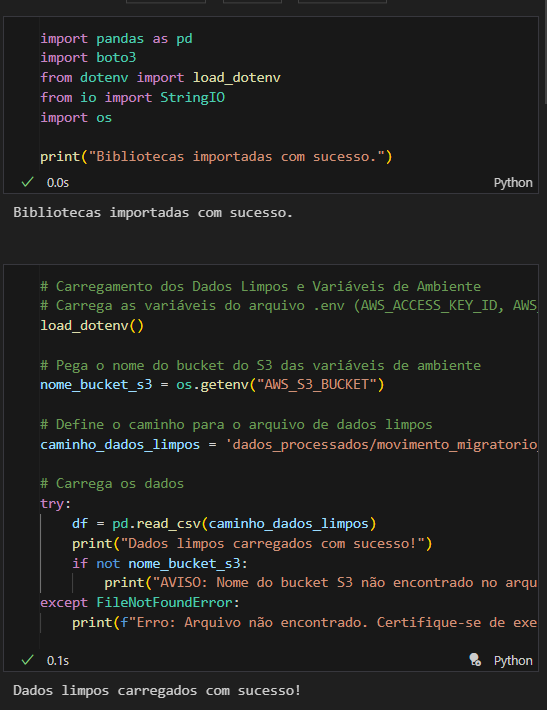 import pandas as pd
import boto3
from dotenv import load_dotenv
from io import StringIO
import os
print("Bibliotecas importadas com sucesso.")
0.0s Python
Bibliotecas importadas com sucesso.
# Carregamento dos Dados Limpos e Variáveis de Ambiente
# Carrega as variáveis do arquivo .env (AWS_ACCESS_KEY_ID, AWS_
load_dotenv()
# Pega o nome do bucket do S3 das variáveis de ambiente
nome_bucket_s3 = os.getenv("AWS_S3_BUCKET")
# Define o caminho para o arquivo de dados limpos
caminho_dados_limpos = 'dados_processados/movimento_migratorio_
# Carrega os dados
try:
    df = pd.read_csv(caminho_dados_limpos)
    print("Dados limpos carregados com sucesso!")
    if not nome_bucket_s3:
        print("AVISO: Nome do bucket S3 não encontrado no arqu
except FileNotFoundError:
    print(f"Erro: Arquivo não encontrado. Certifique-se de exe
0.1s Python
Dados limpos carregados com sucesso!